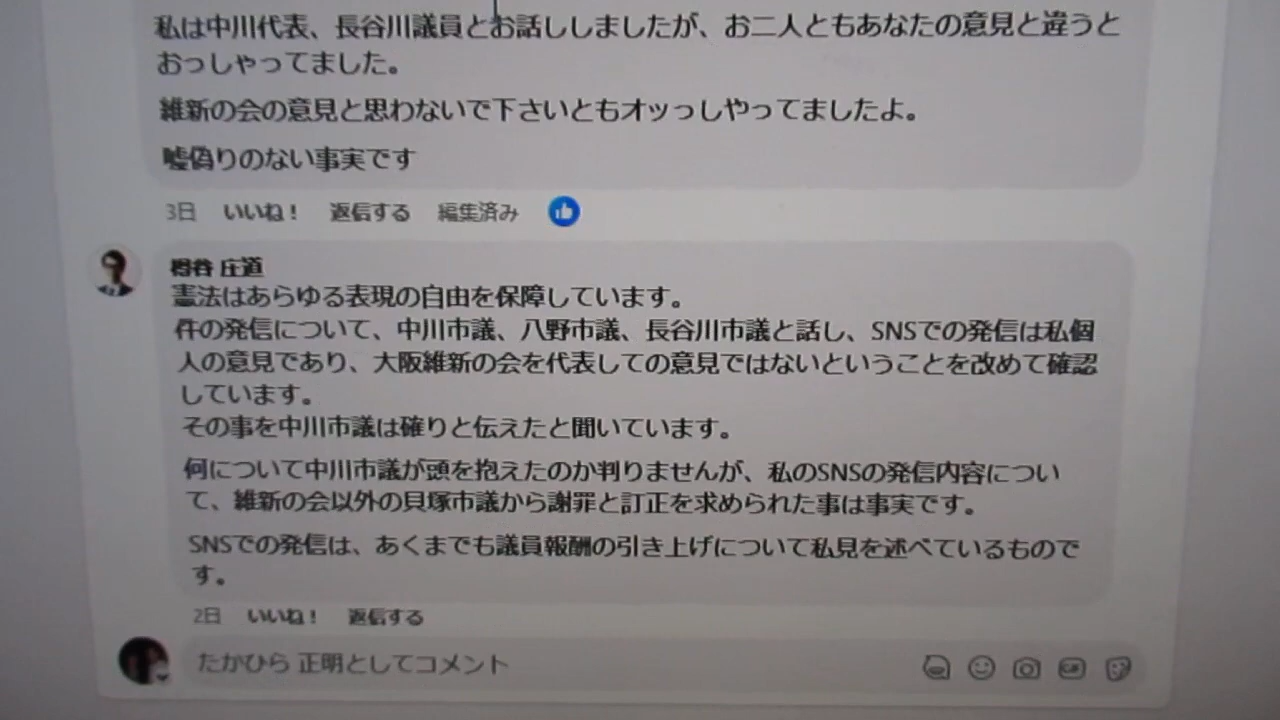 私は中川代表、長谷川議員とお話ししましたが、お二人ともあなたの意見と違うと
おっしゃってました。
維新の会の意見と思わないで下さいともオッっしやってましたよ。
嘘偽りのない事実です
3日 いいね！ 返信する 編集済み
樽谷 庄道
憲法はあらゆる表現の自由を保障しています。
件の発信について、中川市議、八野市議、長谷川市議と話し、SNSでの発信は私個
人の意見であり、大阪維新の会を代表しての意見ではないということを改めて確認
しています。
その事を中川市議は確りと伝えたと聞いています。
何について中川市議が頭を抱えたのか判りませんが、私のSNSの発信内容につい
て、維新の会以外の貝塚市議から謝罪と訂正を求められた事は事実です。
SNSでの発信は、あくまでも議員報酬の引き上げについて私見を述べているもので
す。
2日 いいね！ 返信する
たかひら 正明としてコメント